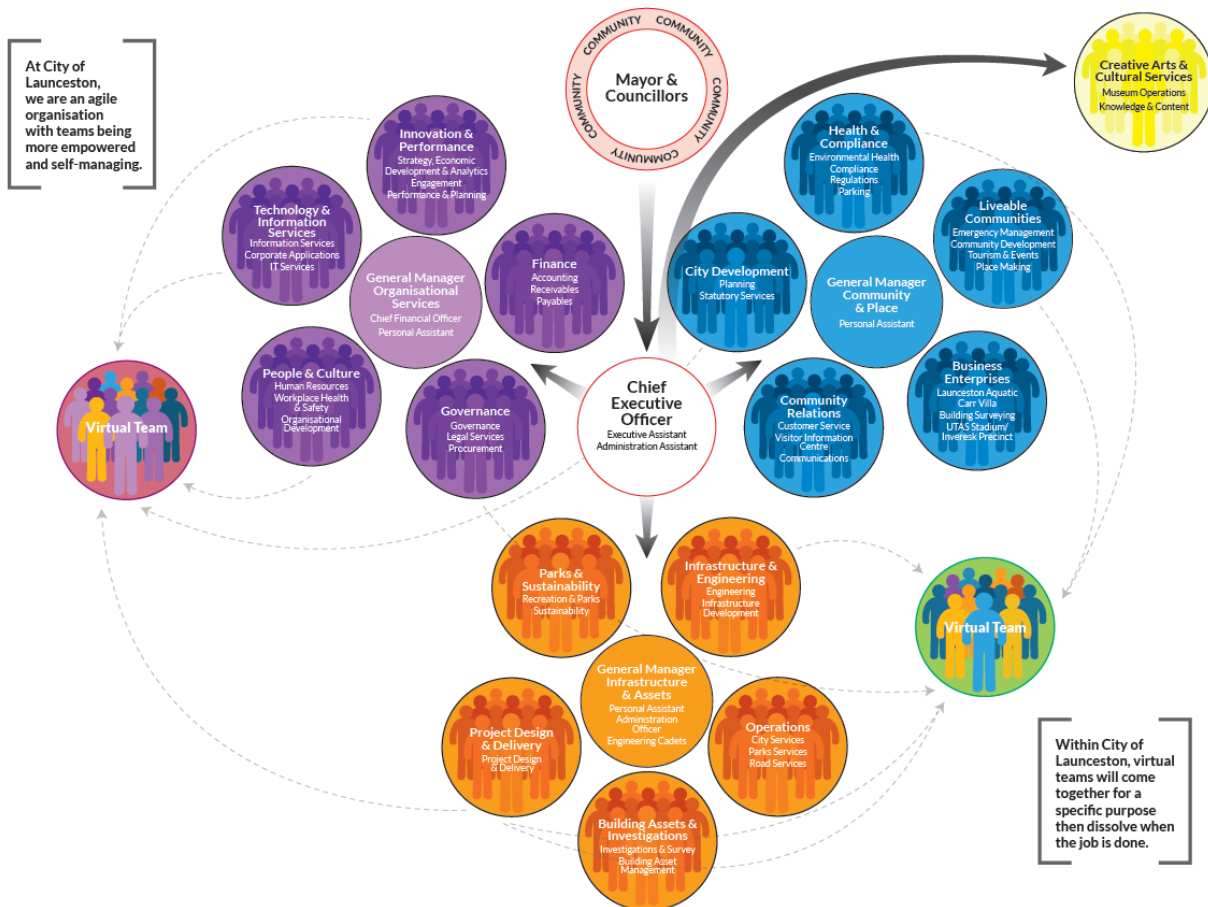 At City of
Launceston,
we are an agile
organisation
with teams being
more empowered
and self-managing.
COMMUNITY COMMUNITY COMMUNITY COMMUNITY COMMUNITY COMMUNITY
Mayor &
Councillors
Creative Arts &
Cultural Services
Museum Operations
Knowledge & Content
Innovation &
Performance
Strategy, Economic
Development & Analytics
Engagement
Performance & Planning
Technology &
Information
Services
Information Services
Corporate Applications
IT Services
General Manager
Organisational
Services
Chief Financial Officer
Personal Assistant
Finance
Accounting
Receivables
Payables
People & Culture
Human Resources
Workplace Health
& Safety
Organisational
Development
Governance
Governance
Legal Services
Procurement
Virtual Team
Health &
Compliance
Environmental Health
Compliance
Regulations
Parking
Liveable
Communities
Emergency Management
Community Development
Tourism & Events
Place Making
City Development
Planning
Statutory Services
General Manager
Community
& Place
Personal Assistant
Business
Enterprises
Launceston Aquatic
Carr Villa
Building Surveying
UTAS Stadium/
Inveresk Precinct
Community
Relations
Customer Service
Visitor Information
Centre
Communications
Chief
Executive
Officer
Executive Assistant
Administration Assistant
Parks &
Sustainability
Recreation & Parks
Sustainability
Infrastructure &
Engineering
Engineering
Infrastructure
Development
General Manager
Infrastructure
& Assets
Personal Assistant
Administration
Officer
Engineering Cadets
Project Design
& Delivery
Project Design
& Delivery
Operations
City Services
Parks Services
Road Services
Building Assets &
Investigations
Investigations & Survey
Building Asset
Management
Virtual Team
Within City of
Launceston, virtual
teams will come
together for a
specific purpose
then dissolve when
the job is done.